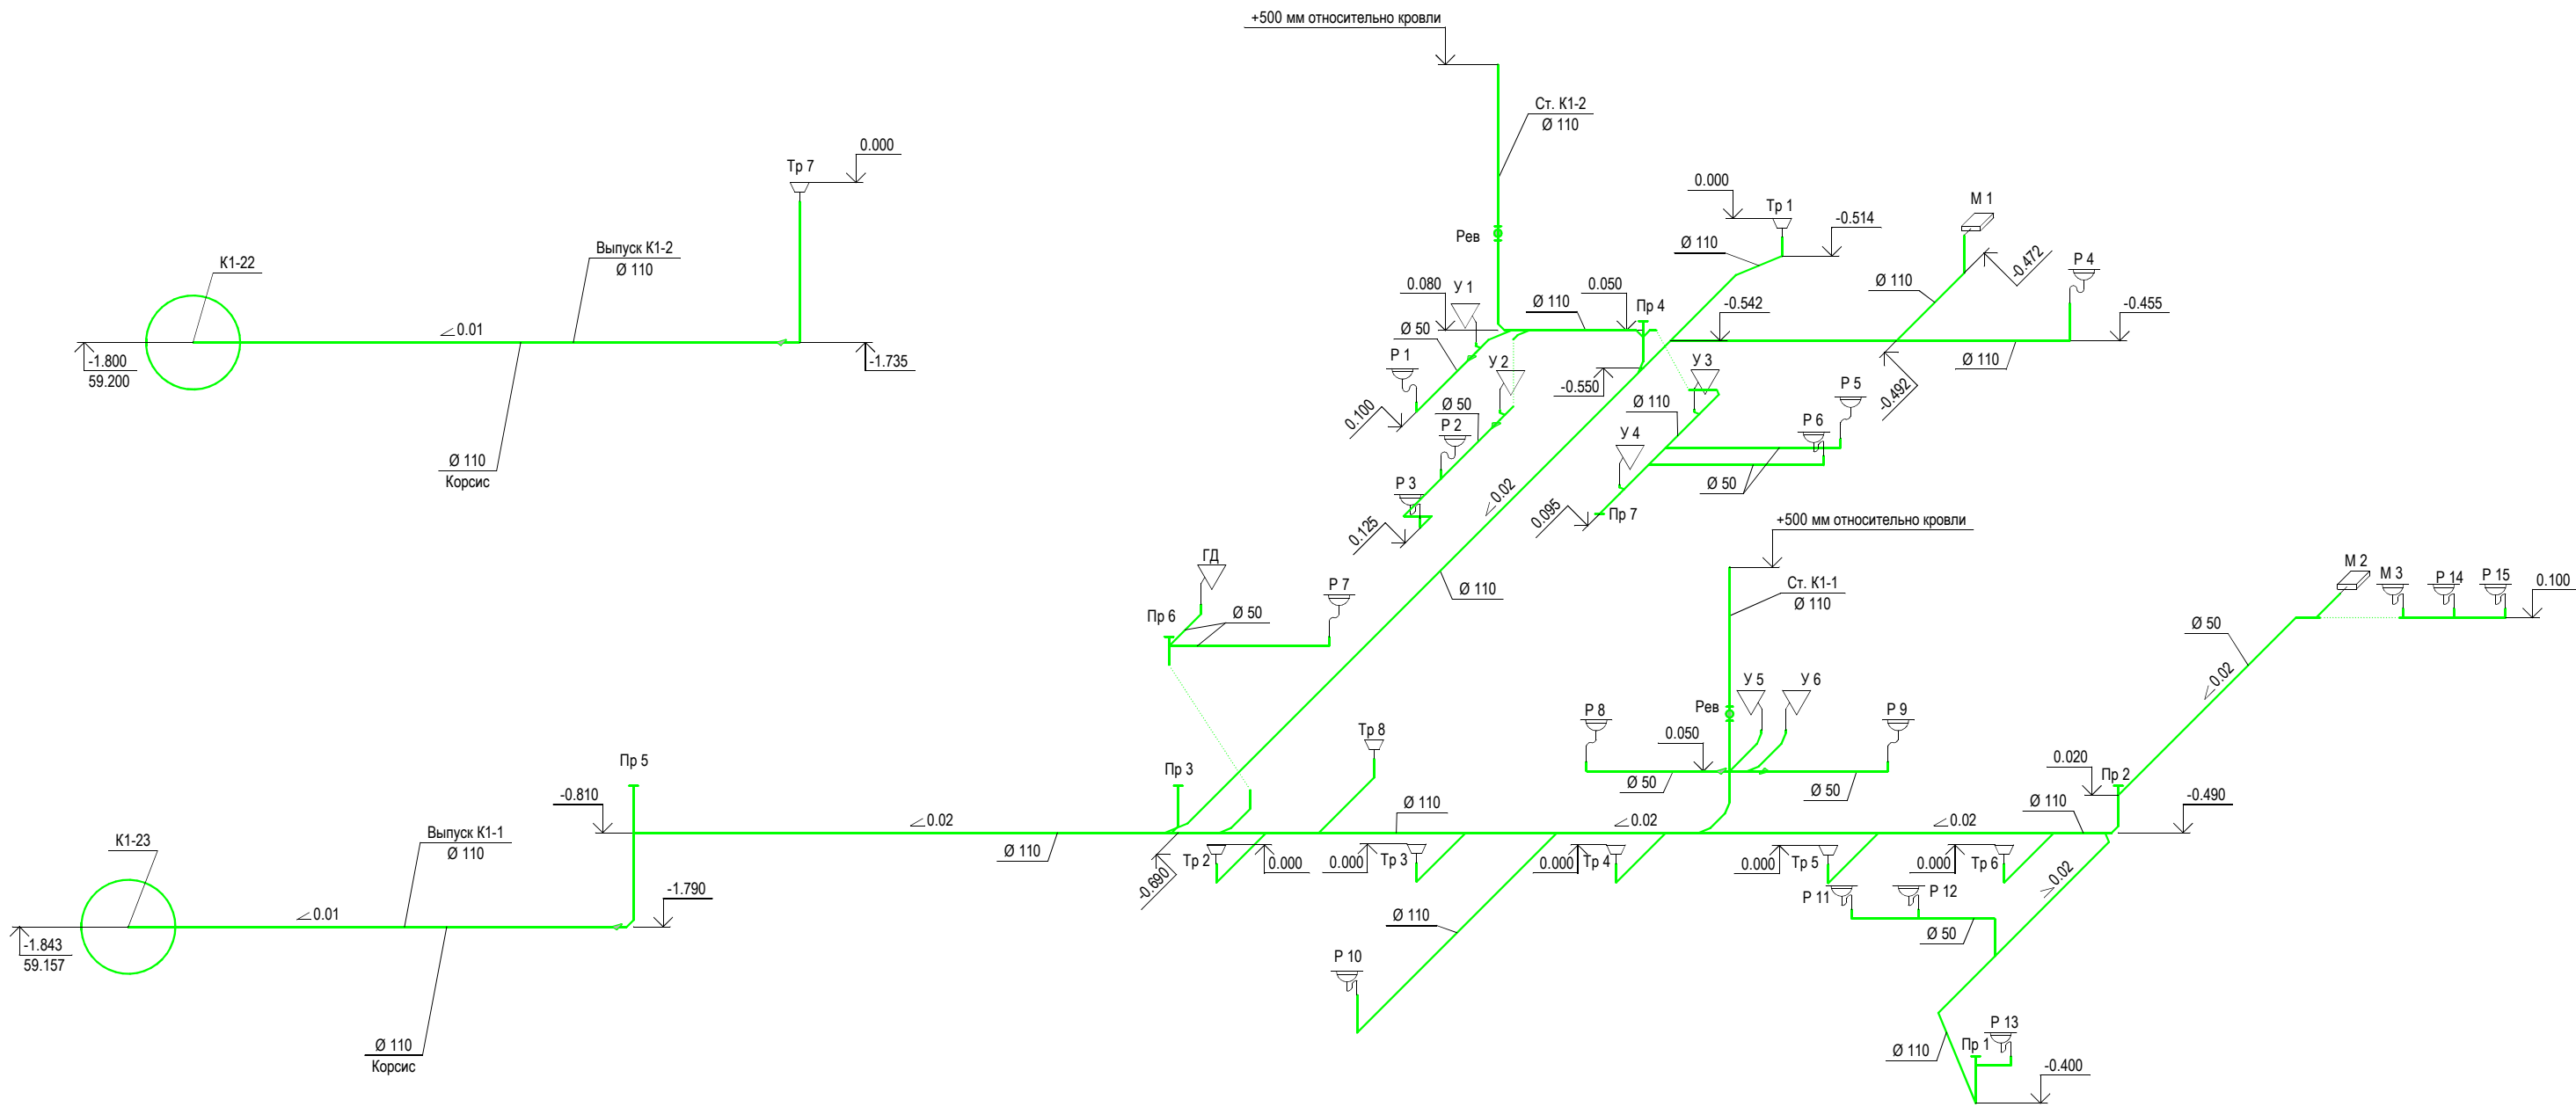 +500 мм относительно кровли
Ст. К1-2
Ø 110
0.000
Тр 7
0.000
Тр 1
М 1
-0.514
Рев
Ø 110
Выпуск К1-2
Ø 110
К1-22
-0.472
Р 4
0.080
У 1
0.050
Пр 4
Ø 110
Ø 110
-0.542
-0.455
∠0.01
Ø 50
-1.800
59.200
-1.735
Р 1
У 2
У 3
Ø 110
-0.550
Р 5
-0.492
0.100
Ø 50
Ø 110
Р 6
Р 2
У 4
Ø 110
Корсис
Р 3
∠0.02
Ø 50
0.125
0.095
Пр 7
+500 мм относительно кровли
ГД
Р 7
Ø 110
Ст. К1-1
Ø 110
М 2
М 3
Р 14
Р 15
0.100
Пр 6
Ø 50
Ø 50
∠0.02
У 5
У 6
Р 8
Рев
Р 9
Тр 8
0.050
Пр 5
Пр 3
0.020
Пр 2
Ø 50
Ø 50
-0.810
∠0.02
Ø 110
∠0.02
∠0.02
Ø 110
-0.490
К1-23
Выпуск К1-1
Ø 110
Ø 110
-0.690
Тр 2
0.000
0.000
Тр 3
0.000
Тр 4
0.000
Тр 5
0.000
Тр 6
∠0.02
-1.790
Р 11
Р 12
∠0.01
Ø 110
Ø 50
-1.843
59.157
Р 10
Р 13
Пр 1
Ø 110
Корсис
Ø 110
-0.400